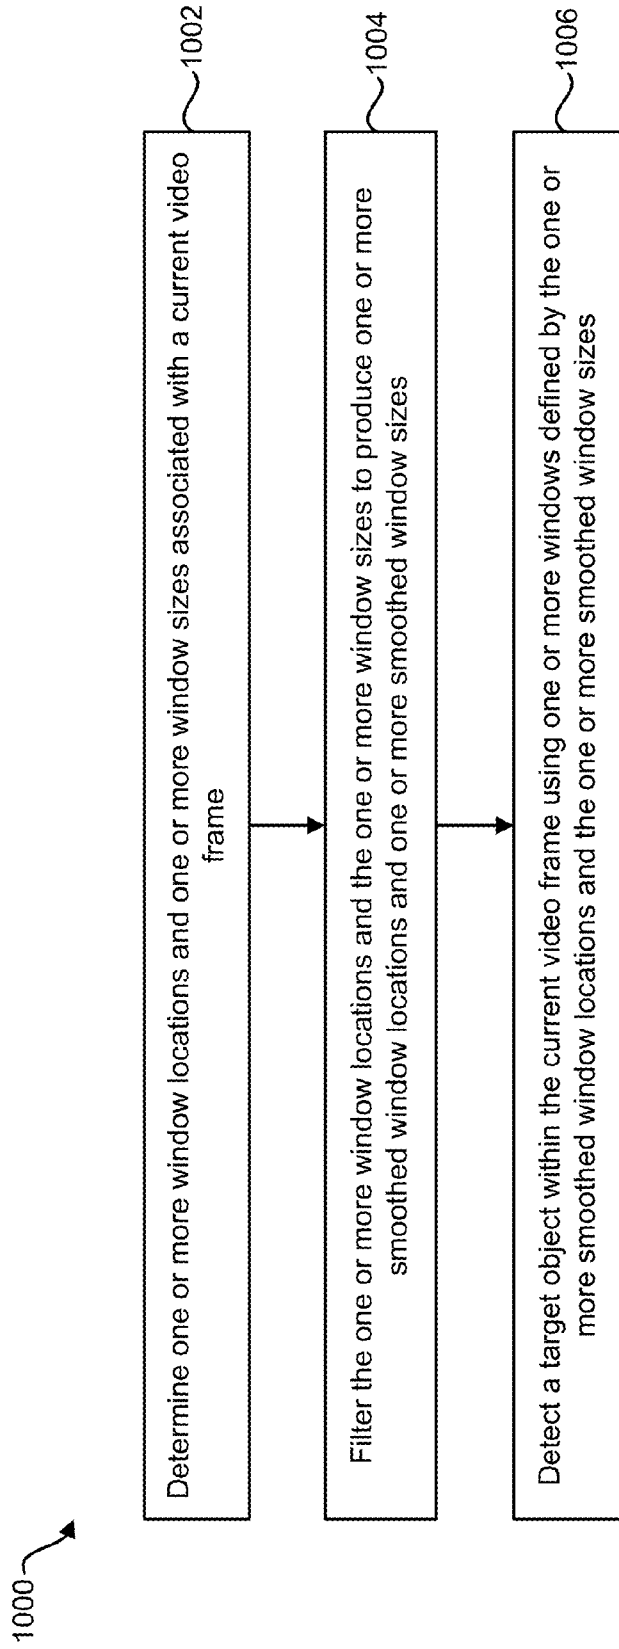 1000
Determine one or more window locations and one or more window sizes associated with a current video
frame
1002
Filter the one or more window locations and the one or more window sizes to produce one or more
smoothed window locations and one or more smoothed window sizes
1004
Detect a target object within the current video frame using one or more windows defined by the one or
more smoothed window locations and the one or more smoothed window sizes
1006